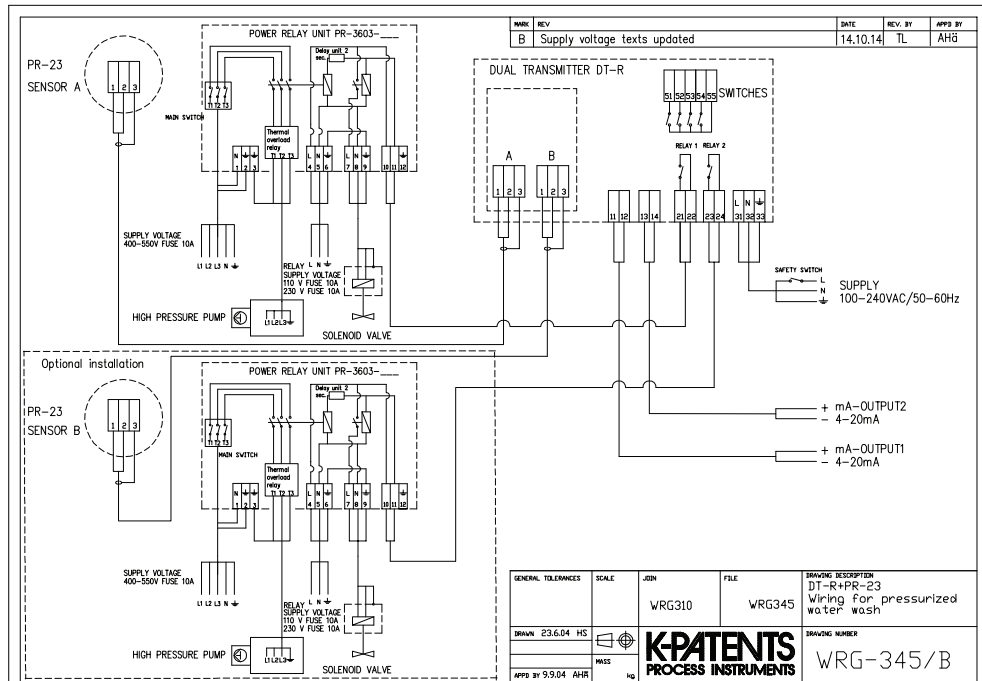 MARK REV DATE REV. BY APPD BY
B Supply voltage texts updated 14.10.14 TL AHä
PR-23
SENSOR A
1 2 3
POWER RELAY UNIT PR-3603-___
Delay unit 2
sec.
T1 T2 T3
MAIN SWITCH
Thermal
overload
relay
T1 T2 T3
N
1 2 3
L N
4 5 6
L N
7 8 9
10 11 12
SUPPLY VOLTAGE
400-550V FUSE 10A
L1 L2 L3 N
RELAY L N
SUPPLY VOLTAGE
110 V FUSE 10A
230 V FUSE 10A
HIGH PRESSURE PUMP
L1L2L3
SOLENOID VALVE
DUAL TRANSMITTER DT-R
51 52 53 54 55
SWITCHES
RELAY 1 RELAY 2
A B
1 2 3
1 2 3
11 12
13 14
21 22
23 24
L N
31 32 33
SAFETY SWITCH
L
N
SUPPLY
100-240VAC/50-60Hz
Optional installation
PR-23
SENSOR B
1 2 3
POWER RELAY UNIT PR-3603-___
Delay unit 2
sec.
T1 T2 T3
MAIN SWITCH
Thermal
overload
relay
T1 T2 T3
N
1 2 3
L N
4 5 6
L N
7 8 9
10 11 12
SUPPLY VOLTAGE
400-550V FUSE 10A
L1 L2 L3 N
RELAY L N
SUPPLY VOLTAGE
110 V FUSE 10A
230 V FUSE 10A
HIGH PRESSURE PUMP
L1L2L3
SOLENOID VALVE
+ mA-OUTPUT2
- 4-20mA
+ mA-OUTPUT1
- 4-20mA
GENERAL TOLERANCES SCALE JOIN FILE DRAWING DESCRIPTION
WRG310 WRG345
DT-R+PR-23
Wiring for pressurized
water wash
DRAWN 23.6.04 HS
MASS
kg
APPD BY 9.9.04 AHä
K-PATENTS
PROCESS INSTRUMENTS
DRAWING NUMBER
WRG-345/B